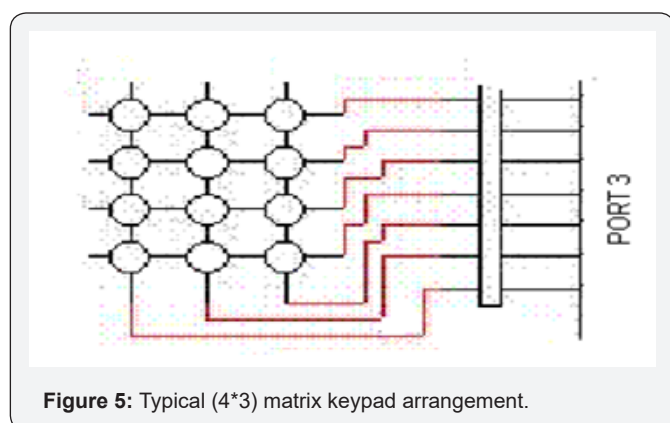 PORT 3
Figure 5: Typical (4*3) matrix keypad arrangement.